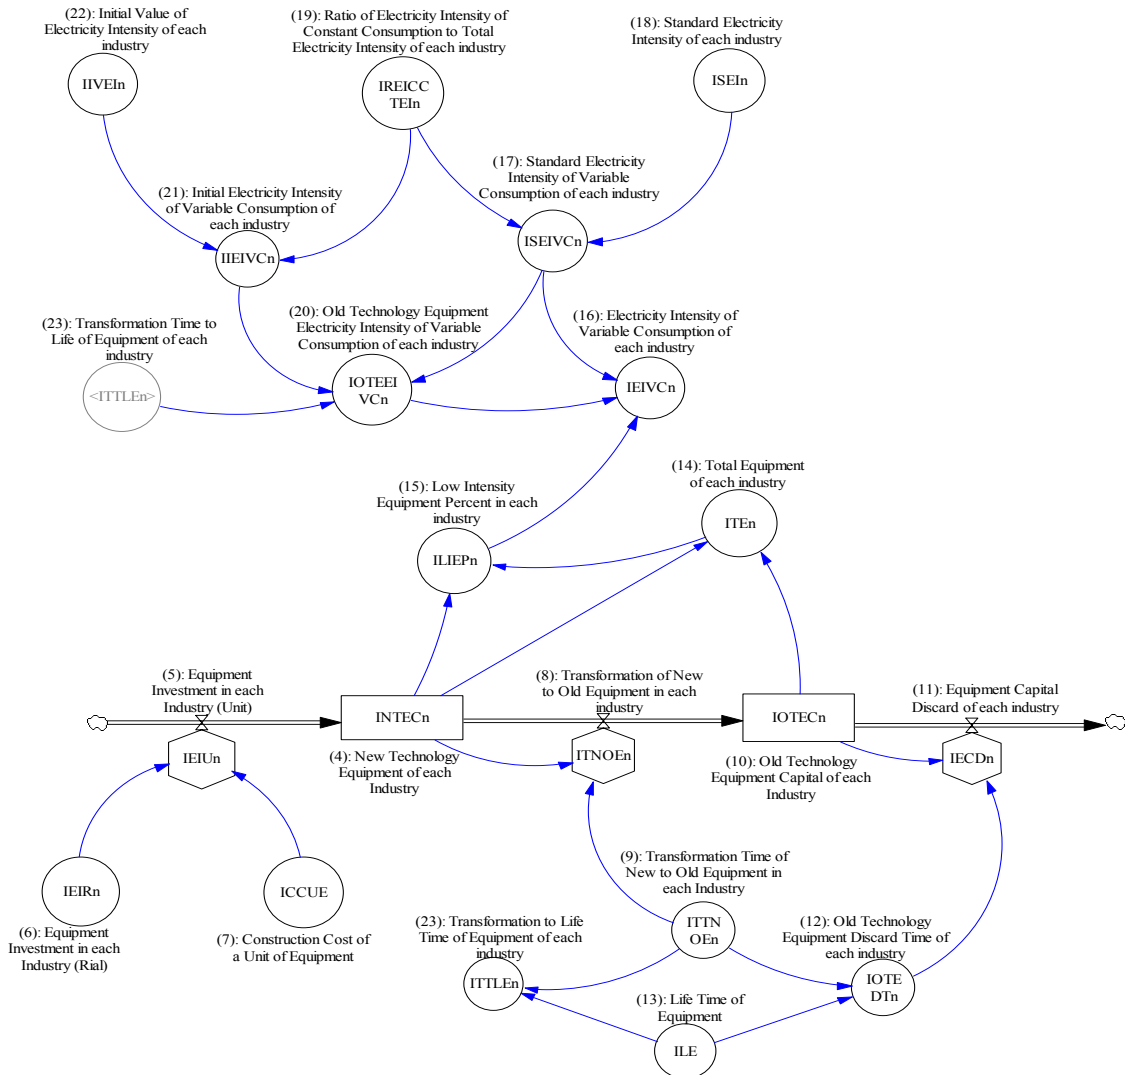 (22): Initial Value of
Electricity Intensity of each
industry
IIVEIn
(19): Ratio of Electricity Intensity of
Constant Consumption to Total
Electricity Intensity of each industry
IREICC
TEIn
(18): Standard Electricity
Intensity of each industry
ISEIn
(17): Standard Electricity
Intensity of Variable
Consumption of each industry
ISEIVCn
(21): Initial Electricity Intensity
of Variable Consumption of
each industry
IIEIVCn
(23): Transformation Time to
Life of Equipment of each
industry
<ITTLEn>
(20): Old Technology Equipment
Electricity Intensity of Variable
Consumption of each industry
IOTEEI
VCn
(16): Electricity Intensity of
Variable Consumption of
each industry
IEIVCn
(15): Low Intensity
Equipment Percent in each
industry
ILIEPn
(14): Total Equipment
of each industry
ITEn
(5): Equipment
Investment in each
Industry (Unit)
IEIUn
INTECn
(4): New Technology
Equipment of each
Industry
(8): Transformation of New
to Old Equipment in each
industry
ITNOEn
IOTECn
(10): Old Technology
Equipment Capital of each
Industry
(11): Equipment Capital
Discard of each industry
IECDn
IEIRn
(6): Equipment
Investment in each
Industry (Rial)
ICCUE
(7): Construction Cost of
a Unit of Equipment
(9): Transformation Time of
New to Old Equipment in
each Industry
ITTN
OEn
(23): Transformation to Life
Time of Equipment of each
industry
ITTLEn
(12): Old Technology
Equipment Discard Time of
each industry
IOTE
DTn
(13): Life Time of
Equipment
ILE